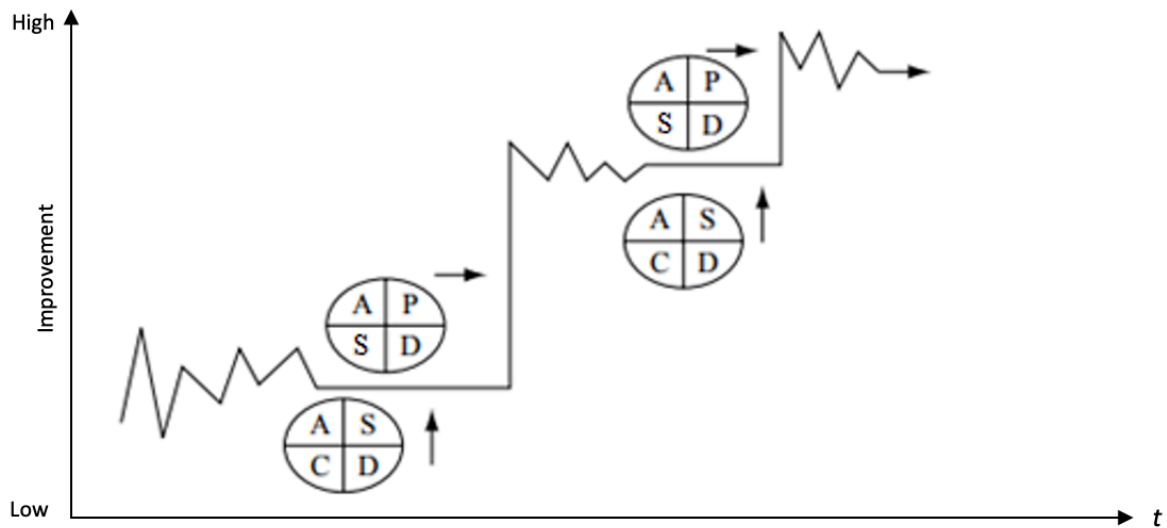 High
A P
S D
A S
C D
Improvement
A P
S D
A S
C D
Low
t